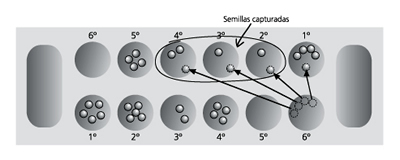 Semillas capturadas
6º 5º 4º 3º 2º 1º
1º 2º 3º 4º 5º 6º